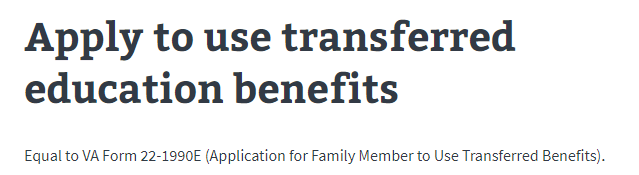 Apply to use transferred
education benefits
Equal to VA Form 22-1990E (Application for Family Member to Use Transferred Benefits).